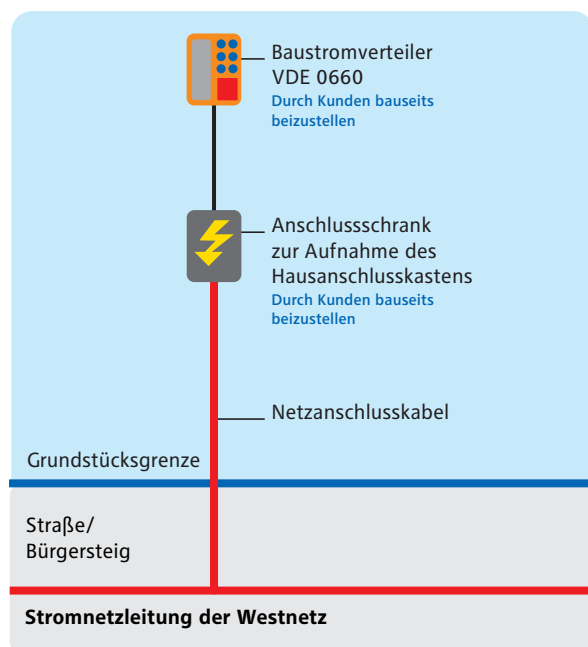 Baustromverteiler
VDE 0660
Durch Kunden bauseits
beizustellen
Anschlussschrank
zur Aufnahme des
Hausanschlusskastens
Durch Kunden bauseits
beizustellen
Netzanschlusskabel
Grundstücksgrenze
Straße/
Bürgersteig
Stromnetzleitung der Westnetz